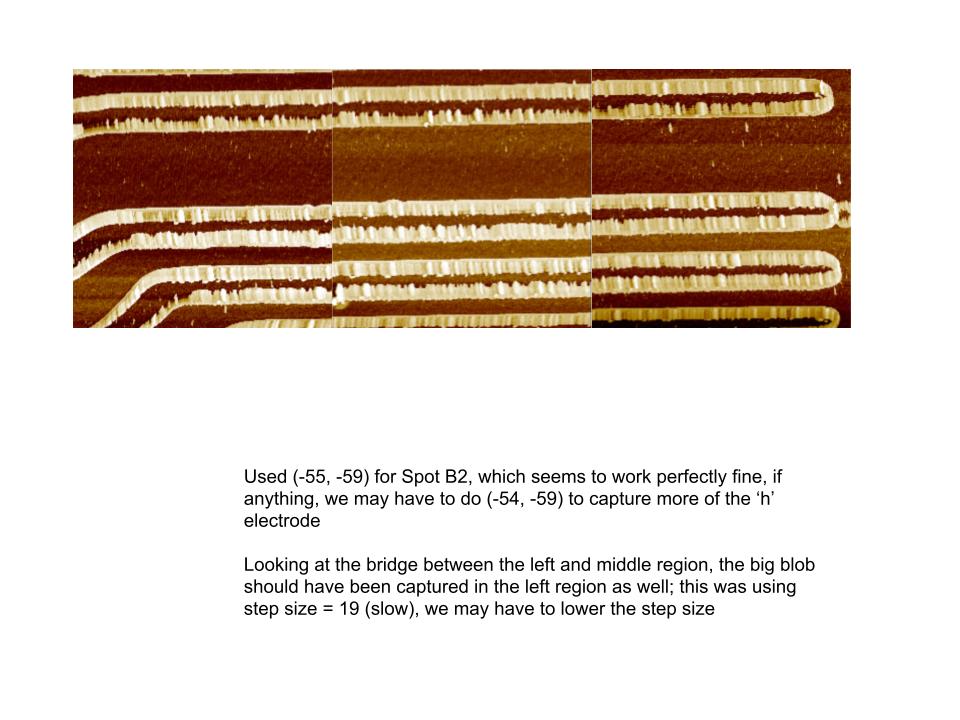 Used (-55, -59) for Spot B2, which seems to work perfectly fine, if
anything, we may have to do (-54, -59) to capture more of the ‘h’
electrode
Looking at the bridge between the left and middle region, the big blob
should have been captured in the left region as well; this was using
step size = 19 (slow), we may have to lower the step size